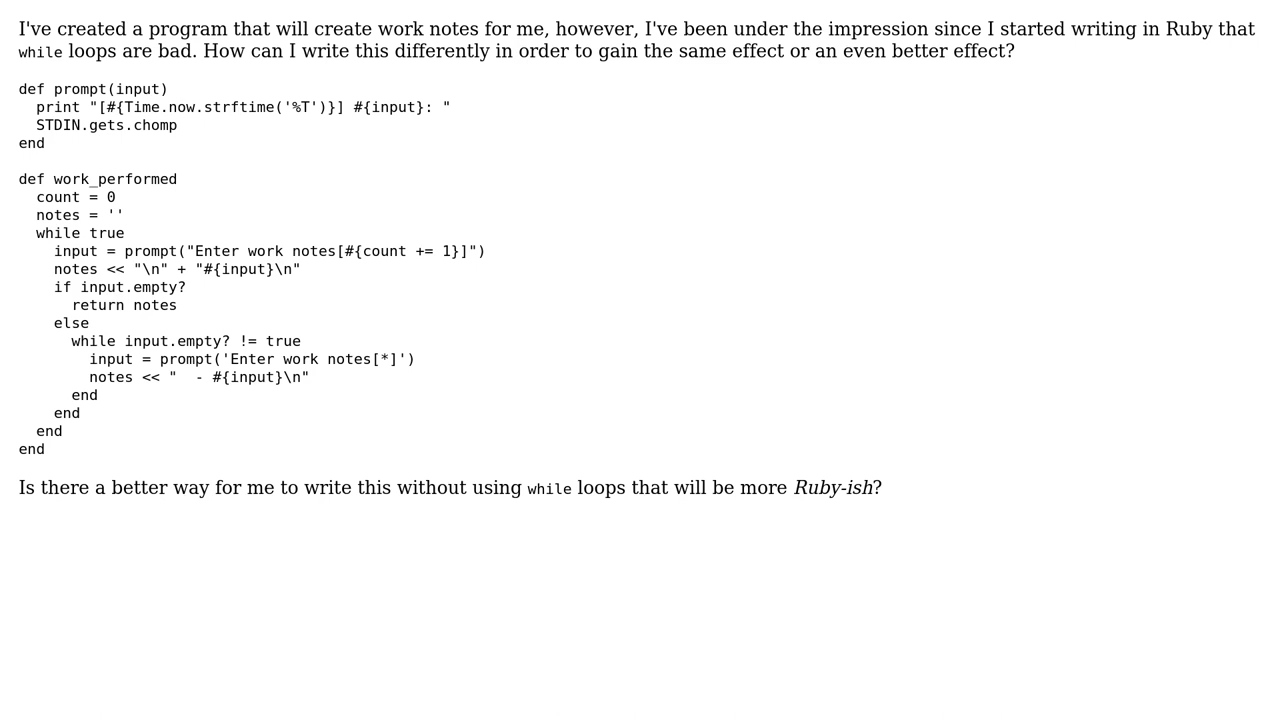 I've created a program that will create work notes for me, however, I've been under the impression since I started writing in Ruby that
while loops are bad. How can I write this differently in order to gain the same effect or an even better effect?
def prompt(input)
  print "[#{Time.now.strftime('%T')}] #{input}: "
  STDIN.gets.chomp
end

def work_performed
  count = 0
  notes = ''
  while true
    input = prompt("Enter work notes[#{count += 1}]")
    notes << "\n" + "#{input}\n"
    if input.empty?
      return notes
    else
      while input.empty? != true
        input = prompt('Enter work notes[*]')
        notes << "  - #{input}\n"
      end
    end
  end
end
Is there a better way for me to write this without using while loops that will be more Ruby-ish?